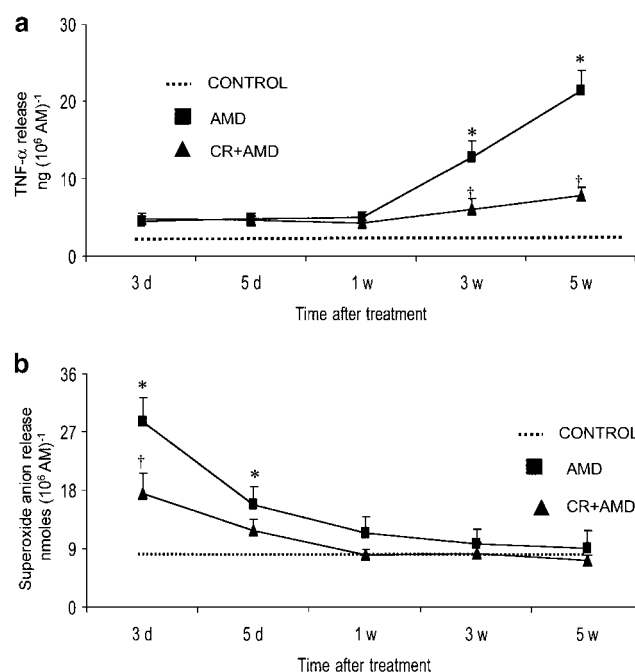 a
30
20
10
0
TNF-α release
ng (10⁶ AM)⁻¹
CONTROL
AMD
CR+AMD
*
*
†
†
3 d 5 d 1 w 3 w 5 w
Time after treatment
b
36
27
18
9
0
Superoxide anion release
nmoles (10⁶ AM)⁻¹
*
†
*
CONTROL
AMD
CR+AMD
3 d 5 d 1 w 3 w 5 w
Time after treatment